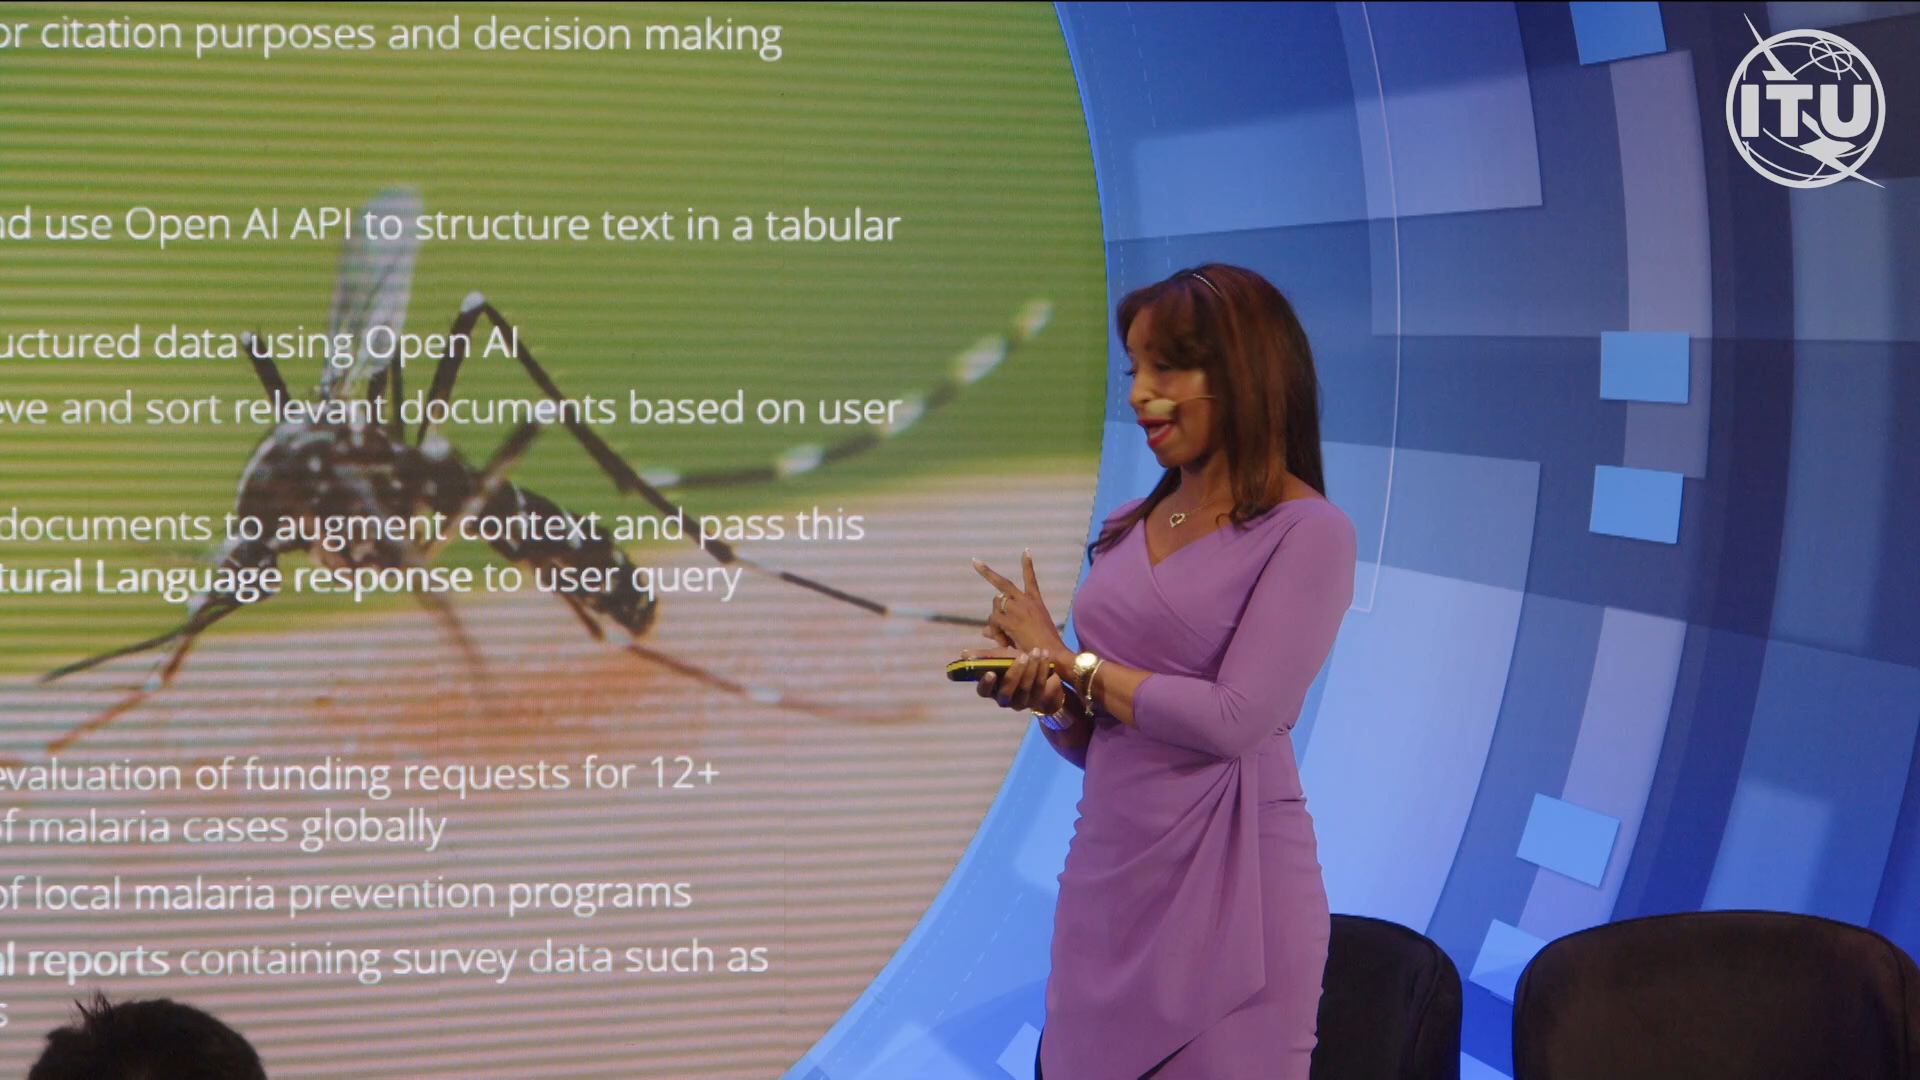 or citation purposes and decision making
ITU
nd use Open AI API to structure text in a tabular
uctured data using Open AI
eve and sort relevant documents based on user
documents to augment context and pass this
tural Language response to user query
evaluation of funding requests for 12+
of malaria cases globally
of local malaria prevention programs
al reports containing survey data such as
s